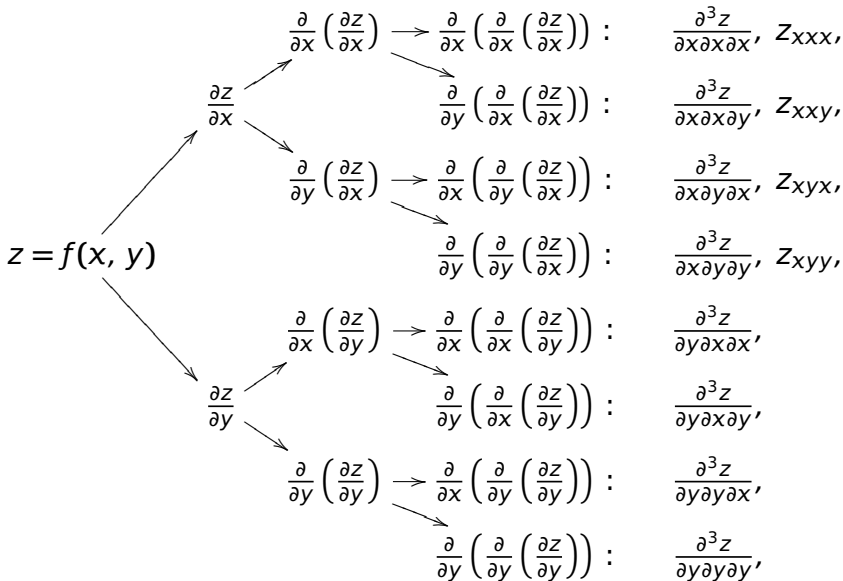 ∂/∂x (∂z/∂x) → ∂/∂x (∂/∂x (∂z/∂x)) : ∂³z/∂x∂x∂x, z_xxx,
∂z/∂x ∂/∂y (∂/∂x (∂z/∂x)) : ∂³z/∂x∂x∂y, z_xxy,
∂/∂y (∂z/∂x) → ∂/∂x (∂/∂y (∂z/∂x)) : ∂³z/∂x∂y∂x, z_xyx,
z = f(x, y) ∂/∂y (∂/∂y (∂z/∂x)) : ∂³z/∂x∂y∂y, z_xyy,
∂/∂x (∂z/∂y) → ∂/∂x (∂/∂x (∂z/∂y)) : ∂³z/∂y∂x∂x,
∂z/∂y ∂/∂y (∂/∂x (∂z/∂y)) : ∂³z/∂y∂x∂y,
∂/∂y (∂z/∂y) → ∂/∂x (∂/∂y (∂z/∂y)) : ∂³z/∂y∂y∂x,
∂/∂y (∂/∂y (∂z/∂y)) : ∂³z/∂y∂y∂y,